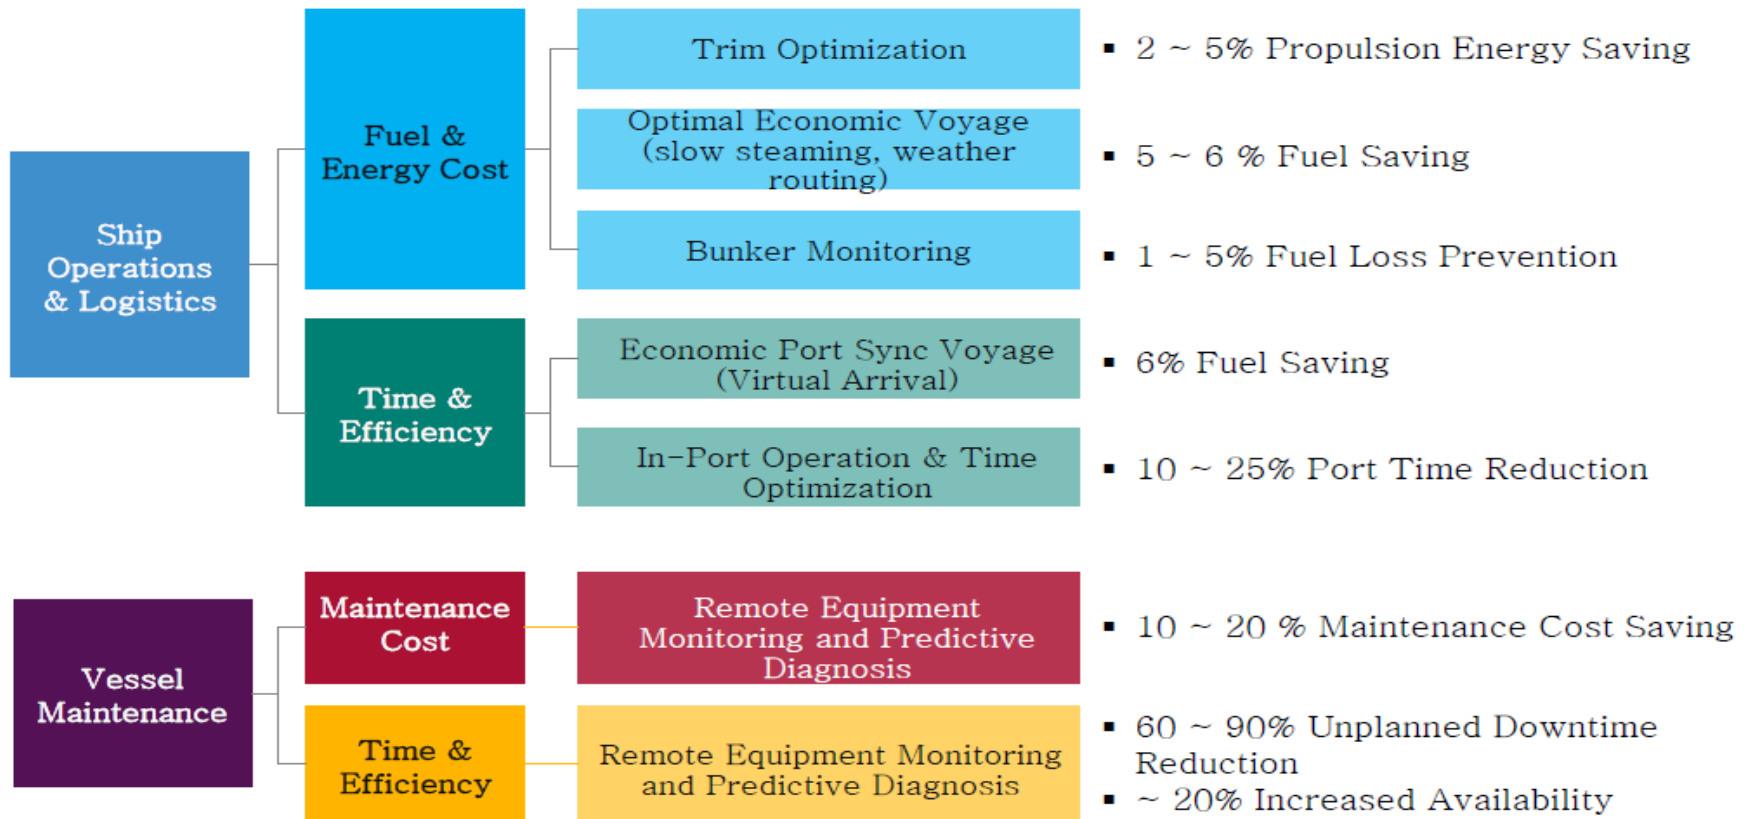 Ship
Operations
& Logistics
Fuel &
Energy Cost
Trim Optimization
▪ 2 ~ 5% Propulsion Energy Saving
Optimal Economic Voyage
(slow steaming, weather
routing)
▪ 5 ~ 6 % Fuel Saving
Bunker Monitoring
▪ 1 ~ 5% Fuel Loss Prevention
Time &
Efficiency
Economic Port Sync Voyage
(Virtual Arrival)
▪ 6% Fuel Saving
In-Port Operation & Time
Optimization
▪ 10 ~ 25% Port Time Reduction
Vessel
Maintenance
Maintenance
Cost
Remote Equipment
Monitoring and Predictive
Diagnosis
▪ 10 ~ 20 % Maintenance Cost Saving
Time &
Efficiency
Remote Equipment Monitoring
and Predictive Diagnosis
▪ 60 ~ 90% Unplanned Downtime
Reduction
▪ ~ 20% Increased Availability